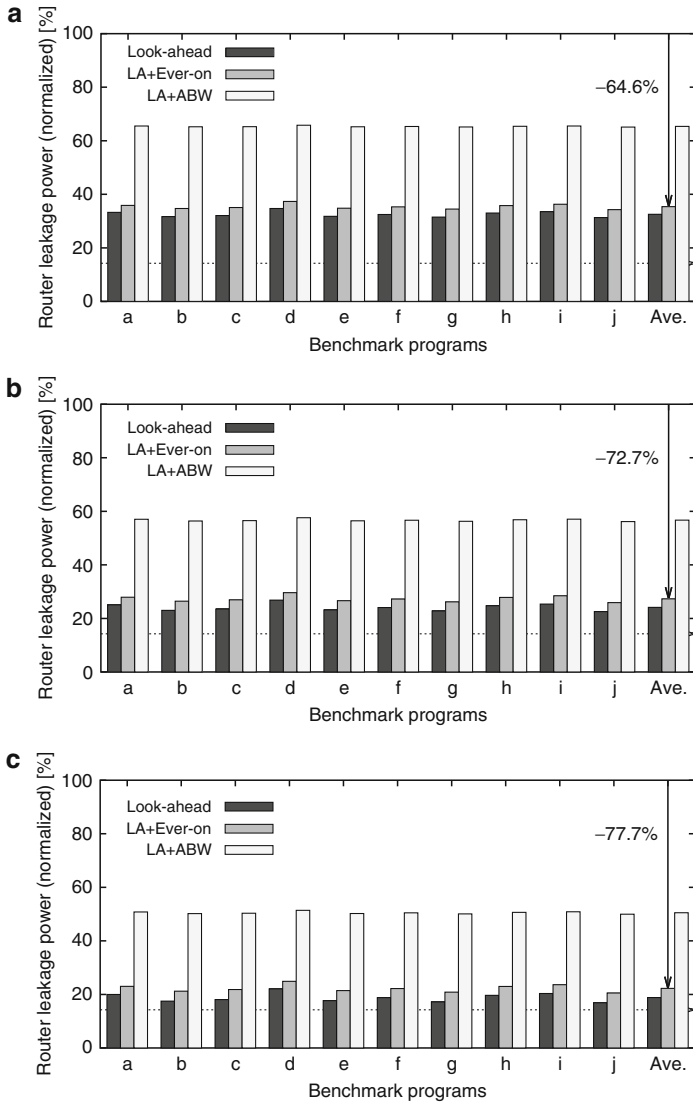 a
Router leakage power (normalized) [%]
100
80
60
40
20
0
Look-ahead
LA+Ever-on
LA+ABW
−64.6%
a b c d e f g h i j Ave.
Benchmark programs
b
Router leakage power (normalized) [%]
100
80
60
40
20
0
Look-ahead
LA+Ever-on
LA+ABW
−72.7%
a b c d e f g h i j Ave.
Benchmark programs
c
Router leakage power (normalized) [%]
100
80
60
40
20
0
Look-ahead
LA+Ever-on
LA+ABW
−77.7%
a b c d e f g h i j Ave.
Benchmark programs